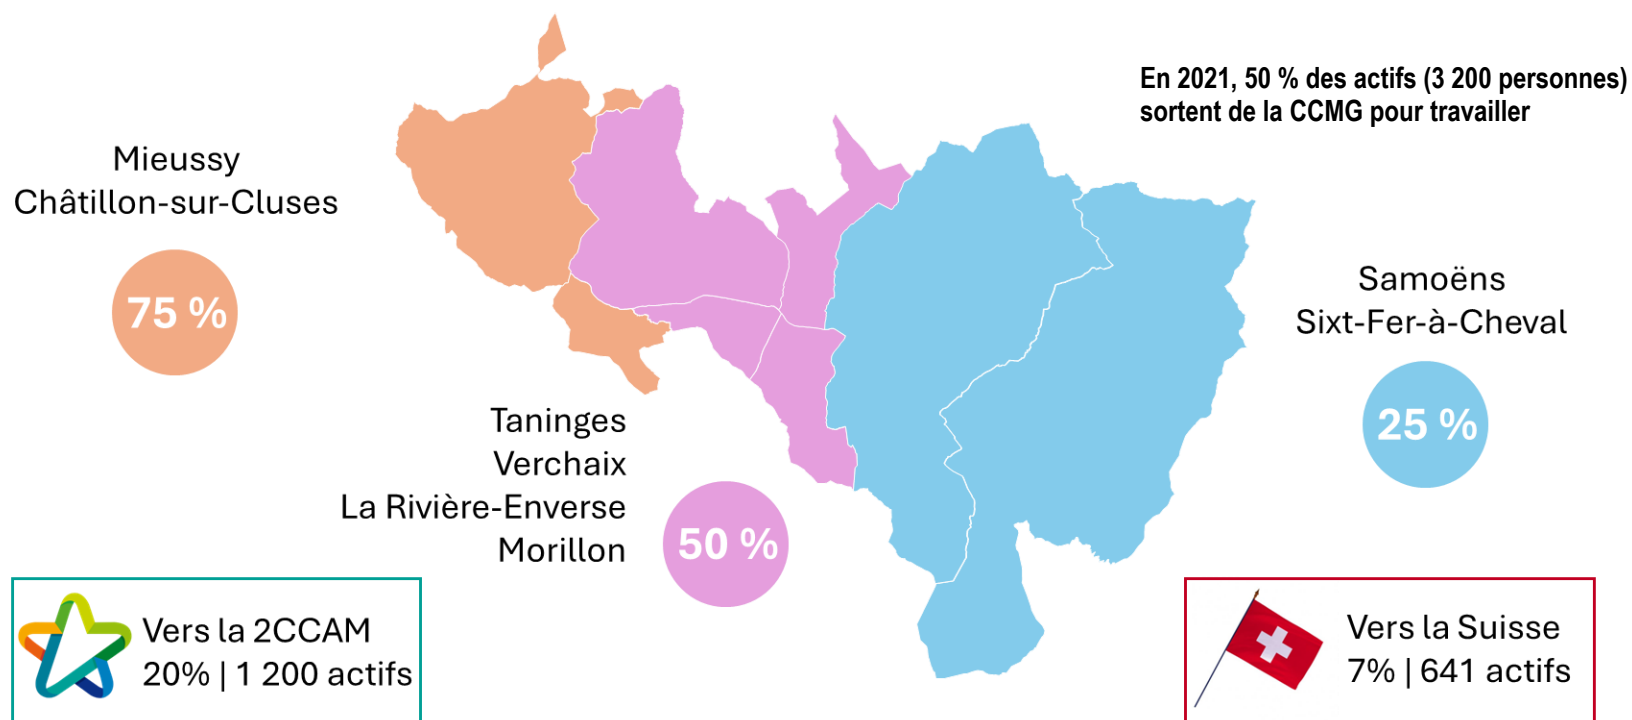 En 2021, 50 % des actifs (3 200 personnes)
sortent de la CCMG pour travailler
Mieussy
Châtillon-sur-Cluses
75 %
Samoëns
Sixt-Fer-à-Cheval
25 %
Taninges
Verchaix
La Rivière-Enverse
Morillon
50 %
Vers la 2CCAM
20% | 1 200 actifs
Vers la Suisse
7% | 641 actifs